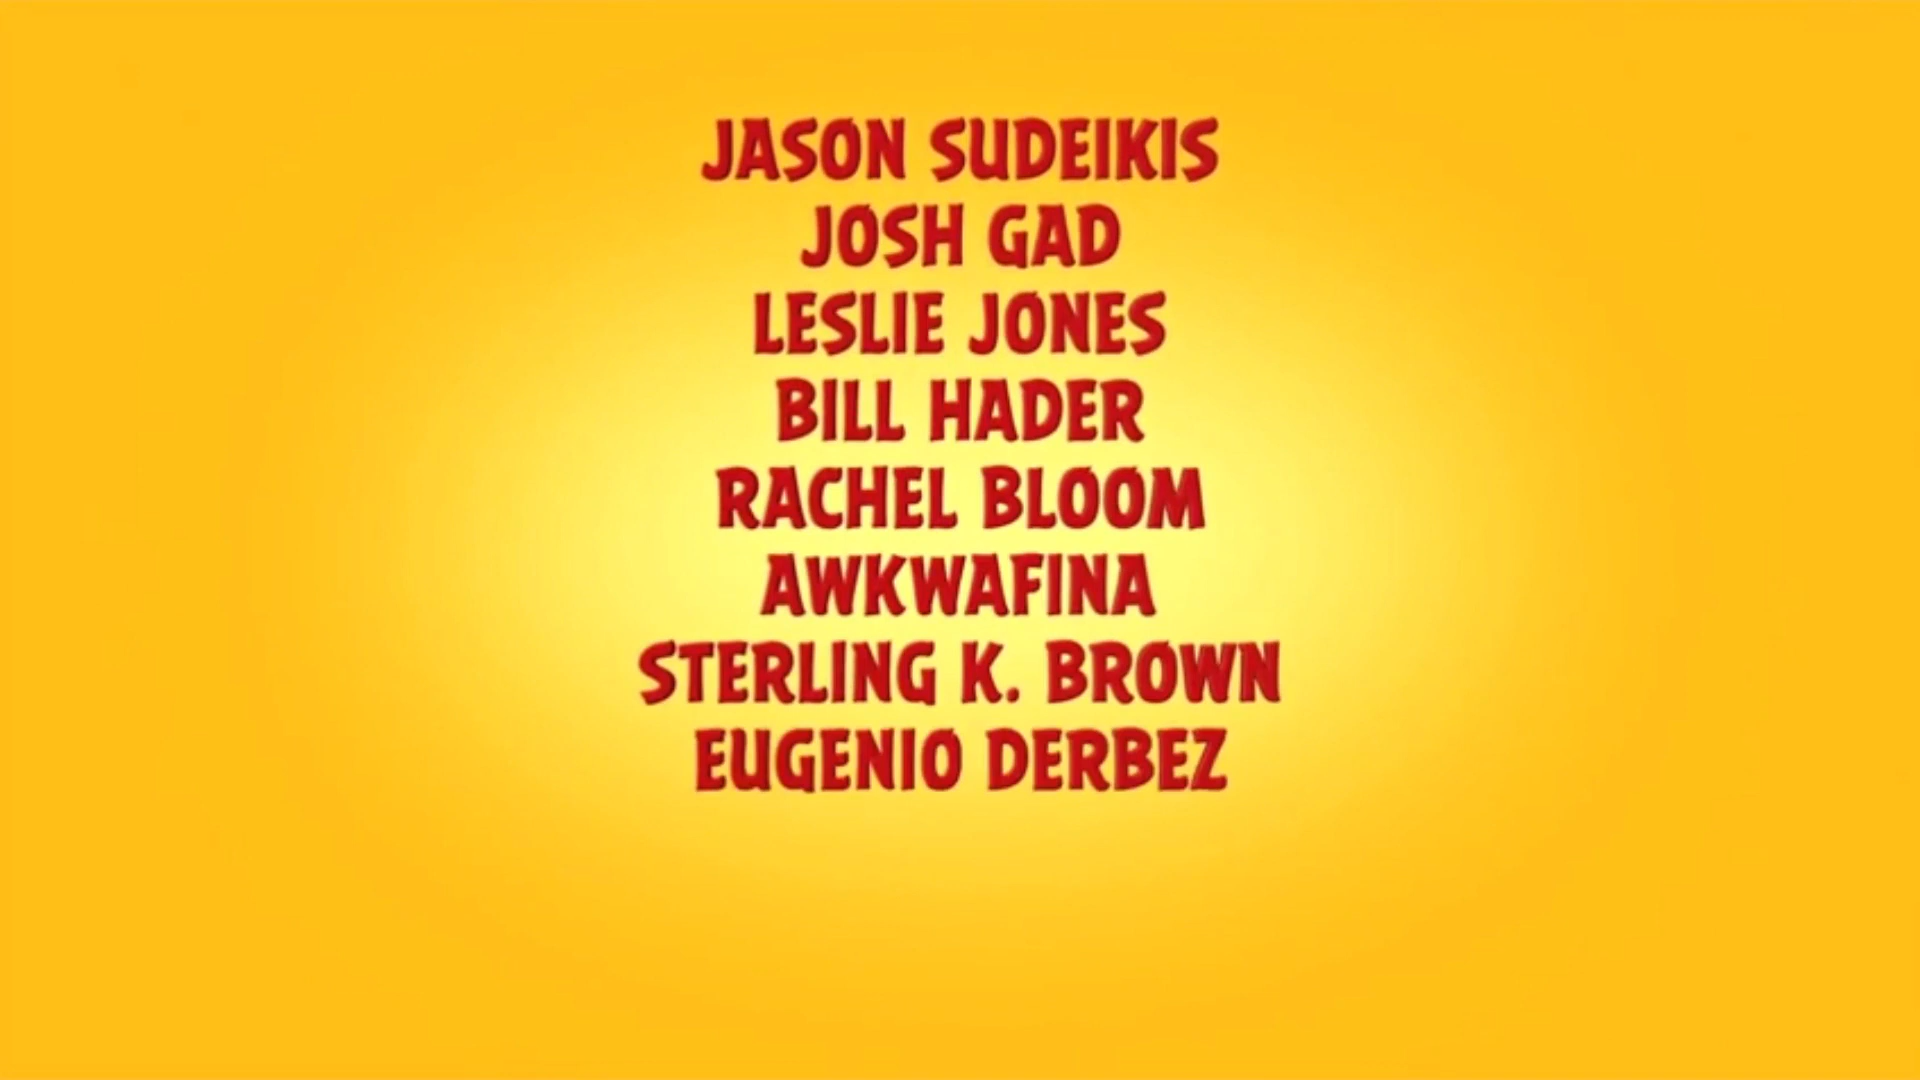 JASON SUDEIKIS
JOSH GAD
LESLIE JONES
BILL HADER
RACHEL BLOOM
AWKWAFINA
STERLING K. BROWN
EUGENIO DERBEZ